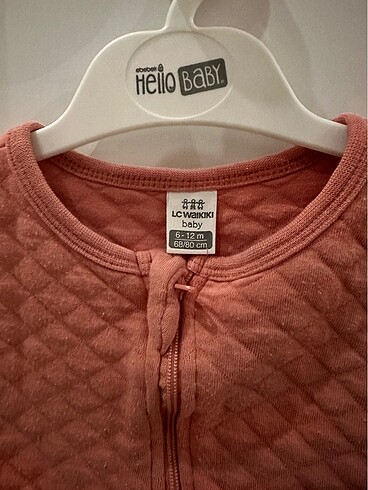 ebebek
HeLLO BABY.
LC WAIKIKI
baby
6 - 12 m
68/80 cm